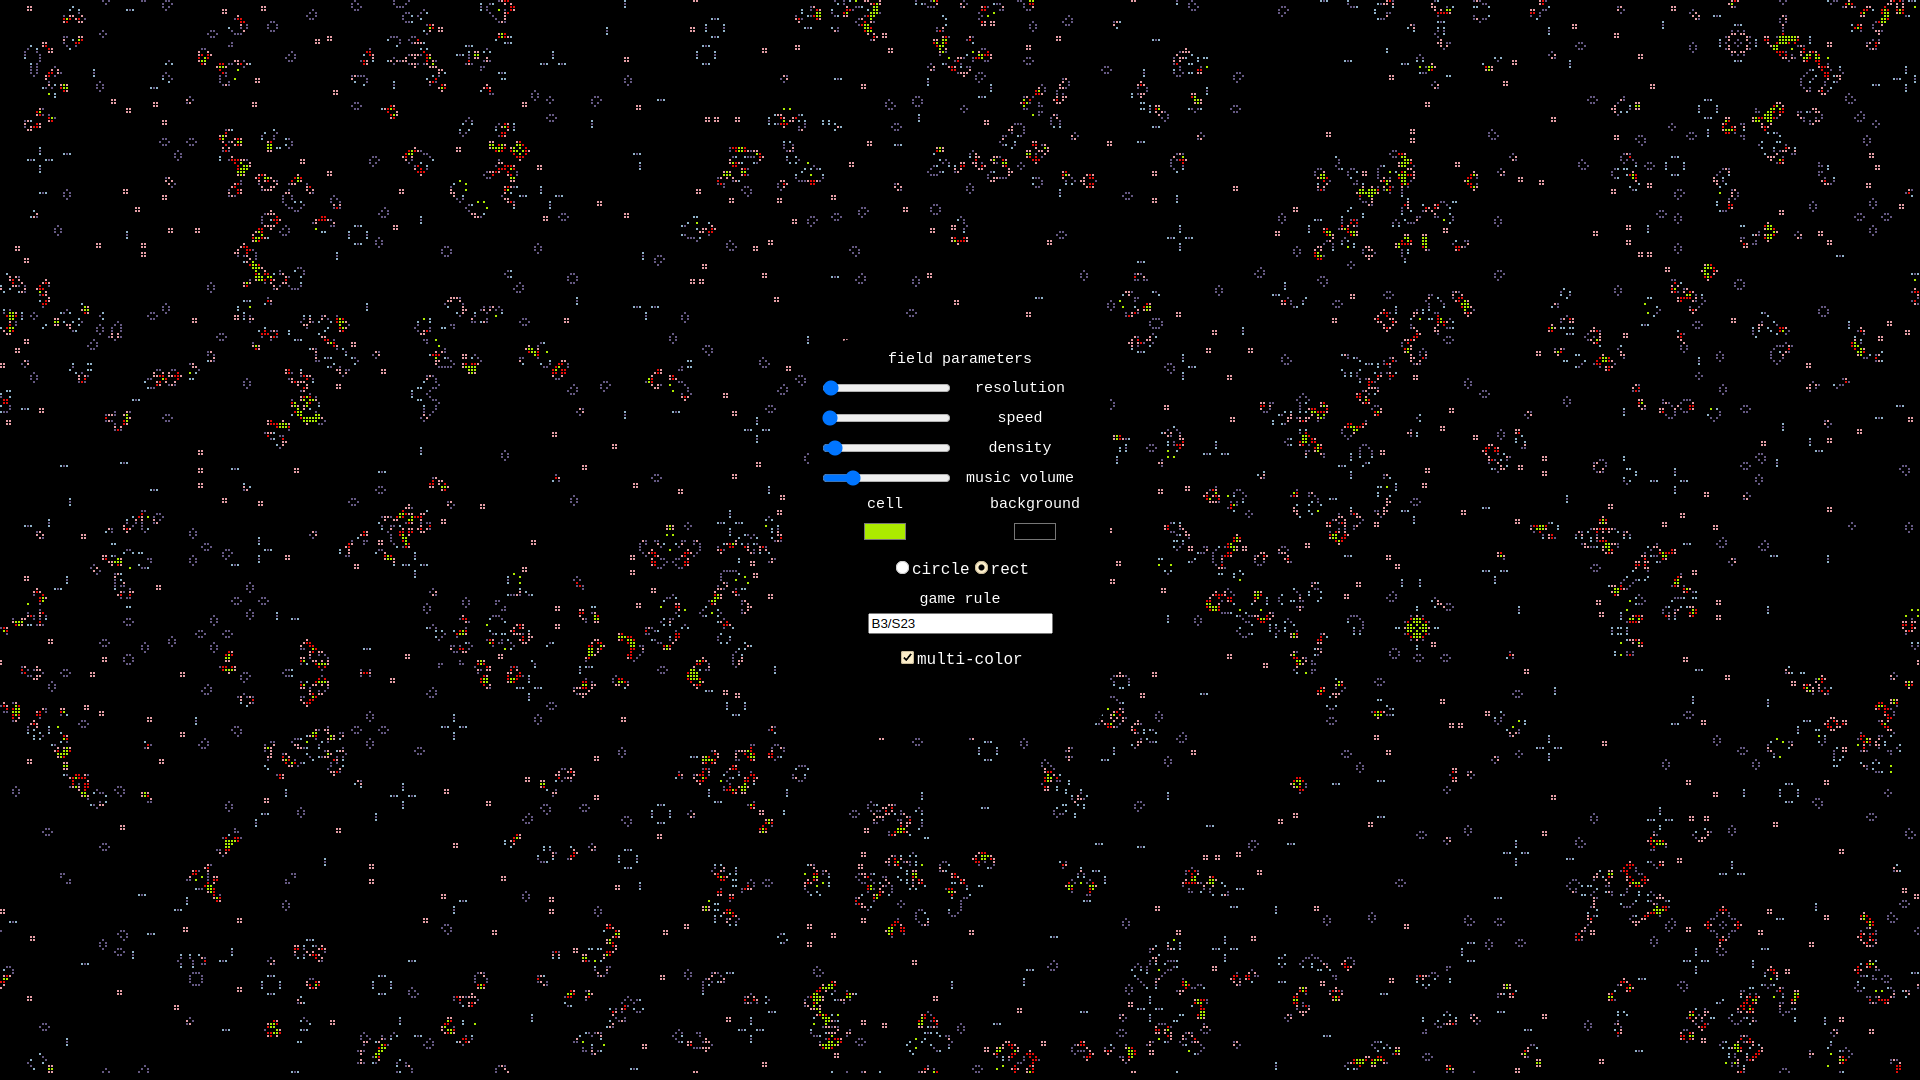 field parameters
resolution
speed
density
music volume
cell background
circle rect
game rule
B3/S23
multi-color